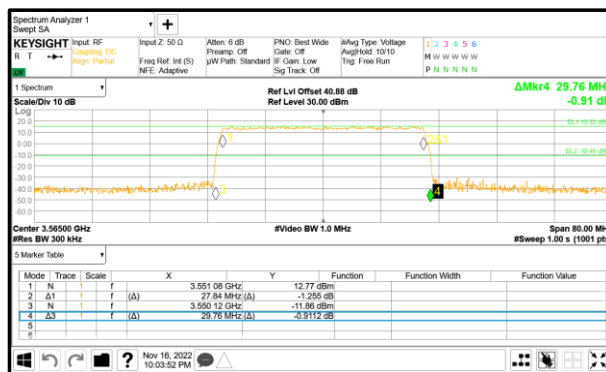 Spectrum Analyzer 1
Swept SA
KEYSIGHT Input: RF Input Z: 50 Ω Atten: 6 dB PNO: Best Wide #Avg Type: Voltage 1 2 3 4 5 6
R T Coupling: DC Preamp: Off Gate: Off Avg|Hold: 10/10 M W W W W W
Align: Partial Freq Ref: Int (S) µW Path: Standard IF Gain: Low Trig: Free Run
NFE: Adaptive Sig Track: Off P N N N N N
1 Spectrum Ref Lvl Offset 40.88 dB ΔMkr4 29.76 MH
Scale/Div 10 dB Ref Level 30.00 dBm -0.91 d
Log
20.0
10.0
0.00
-10.0
-20.0
-30.0
-40.0
-50.0
-60.0
1
2Δ1
3
4
Center 3.56500 GHz #Video BW 1.0 MHz Span 80.00 MH
#Res BW 300 kHz #Sweep 1.00 s (1001 pt
5 Marker Table
Mode Trace Scale X Y Function Function Width Function Value
1 N 1 f 3.551 08 GHz 12.77 dBm
2 Δ1 1 f (Δ) 27.84 MHz (Δ) -1.255 dB
3 N 1 f 3.550 12 GHz -11.86 dBm
4 Δ3 1 f (Δ) 29.76 MHz (Δ) -0.9112 dB
5
6
? Nov 16, 2022
10:03:52 PM